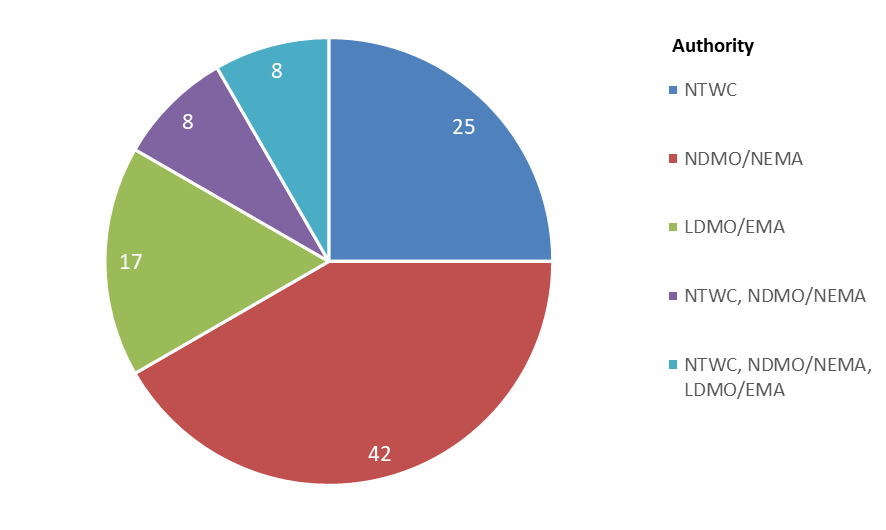 Authority
NTWC
NDMO/NEMA
LDMO/EMA
NTWC, NDMO/NEMA
NTWC, NDMO/NEMA,
LDMO/EMA
8
25
8
17
42